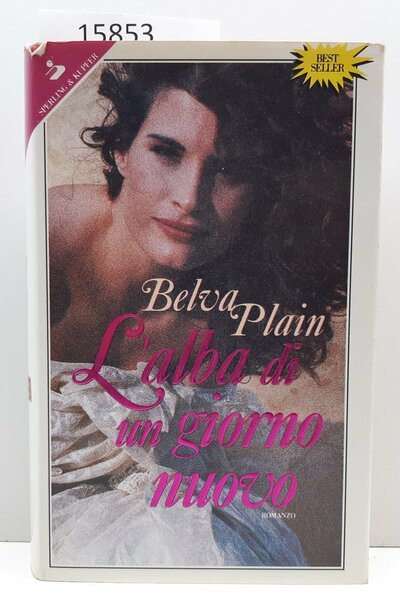 15853
SPERLING & KUPFER
BEST
SELLER
Belva
Plain
L'alba di
un giorno
nuovo
ROMANZO